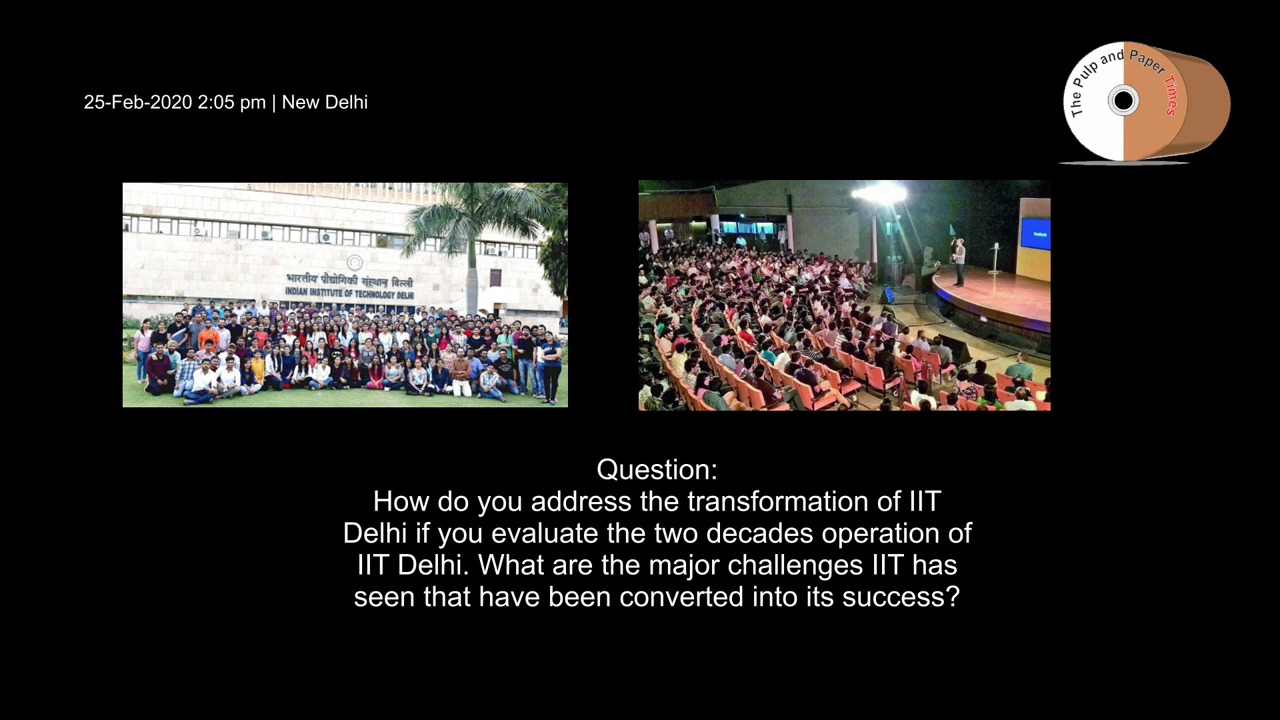 25-Feb-2020 2:05 pm | New Delhi
The Pulp and Paper Times
भारतीय प्रौद्योगिकी संस्थान दिल्ली
INDIAN INSTITUTE OF TECHNOLOGY DELHI
Question:
How do you address the transformation of IIT
Delhi if you evaluate the two decades operation of
IIT Delhi. What are the major challenges IIT has
seen that have been converted into its success?